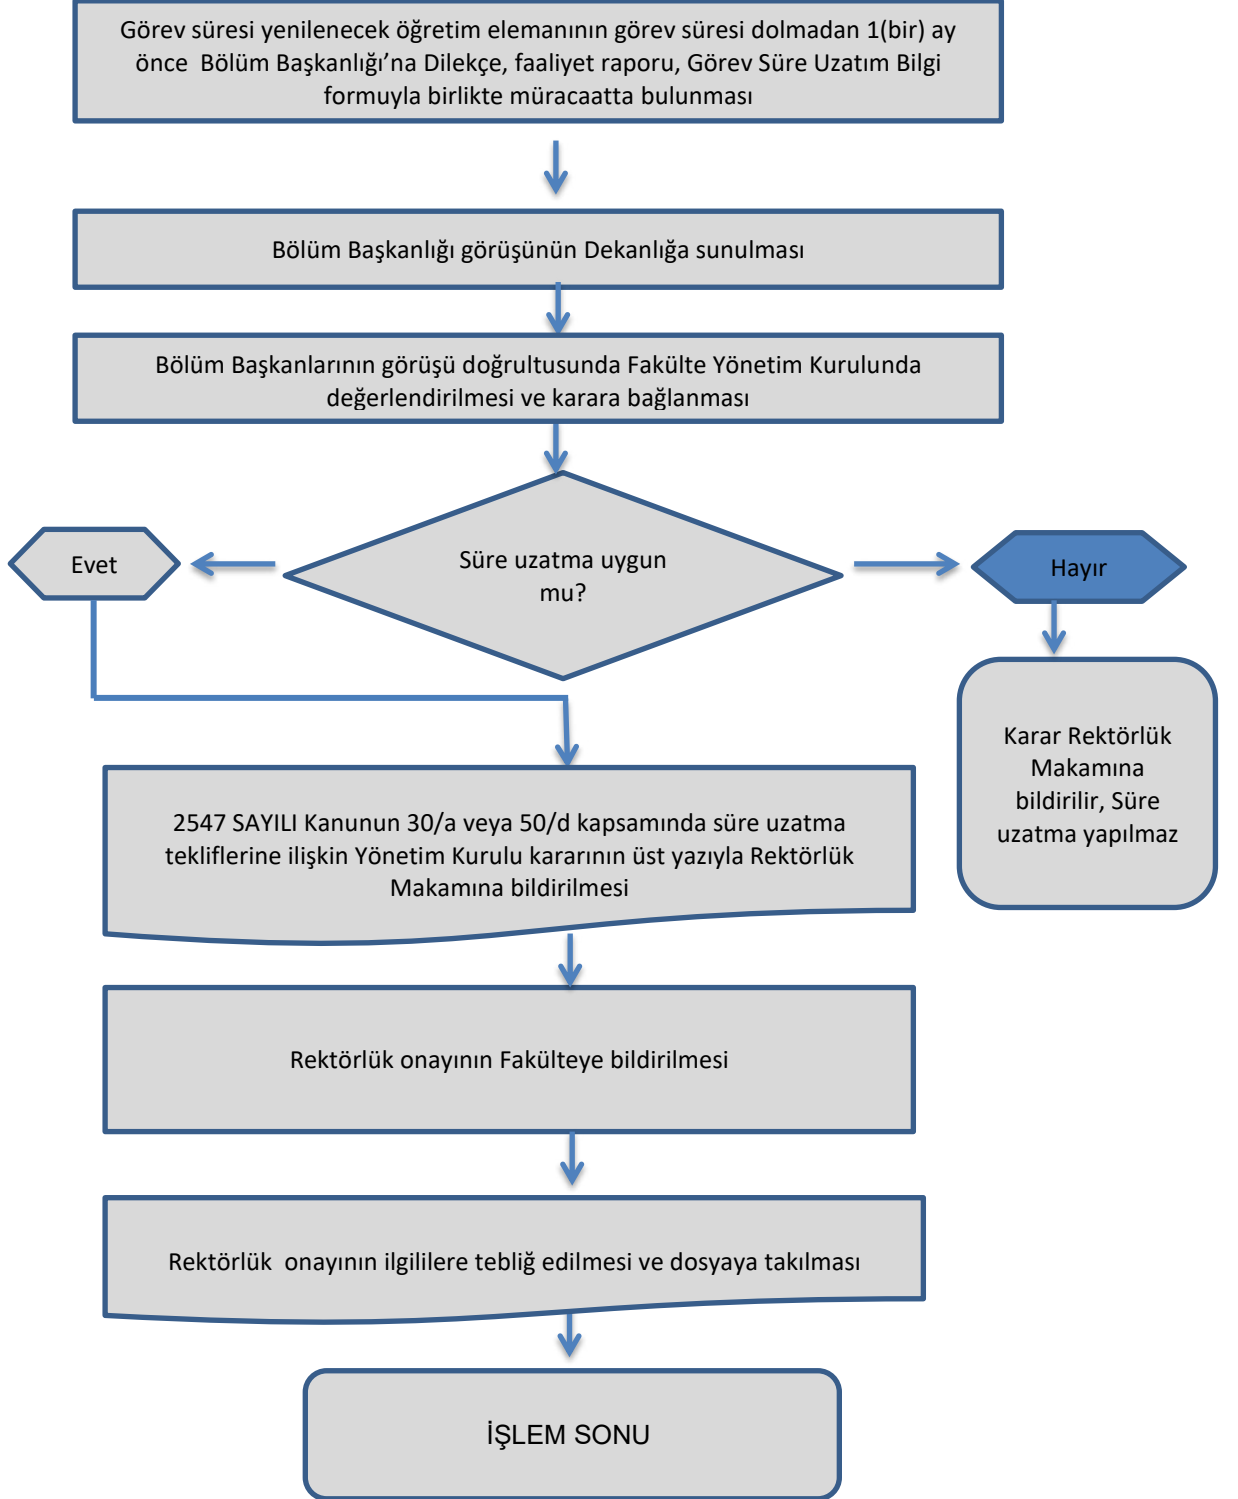 Görev süresi yenilenecek öğretim elemanının görev süresi dolmadan 1(bir) ay
önce  Bölüm Başkanlığı’na Dilekçe, faaliyet raporu, Görev Süre Uzatım Bilgi
formuyla birlikte müracaatta bulunması
Bölüm Başkanlığı görüşünün Dekanlığa sunulması
Bölüm Başkanlarının görüşü doğrultusunda Fakülte Yönetim Kurulunda
değerlendirilmesi ve karara bağlanması
Evet
Süre uzatma uygun
mu?
Hayır
Karar Rektörlük
Makamına
bildirilir, Süre
uzatma yapılmaz
2547 SAYILI Kanunun 30/a veya 50/d kapsamında süre uzatma
tekliflerine ilişkin Yönetim Kurulu kararının üst yazıyla Rektörlük
Makamına bildirilmesi
Rektörlük onayının Fakülteye bildirilmesi
Rektörlük  onayının ilgililere tebliğ edilmesi ve dosyaya takılması
İŞLEM SONU